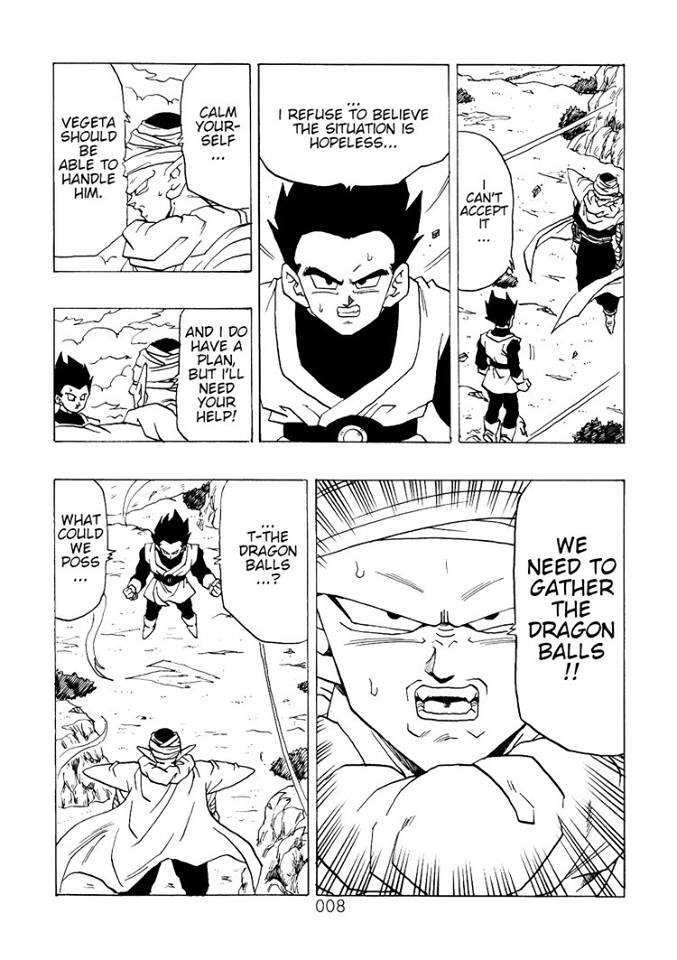 I
CAN'T
ACCEPT
IT
...
...
I REFUSE TO BELIEVE
THE SITUATION IS
HOPELESS...
CALM
YOUR-
SELF
...
VEGETA
SHOULD
BE
ABLE TO
HANDLE
HIM.
AND I DO
HAVE A
PLAN,
BUT I'LL
NEED
YOUR
HELP!
WE
NEED TO
GATHER
THE
DRAGON
BALLS
!!
...
T-THE
DRAGON
BALLS
...?
WHAT
COULD
WE
POSS
...
008